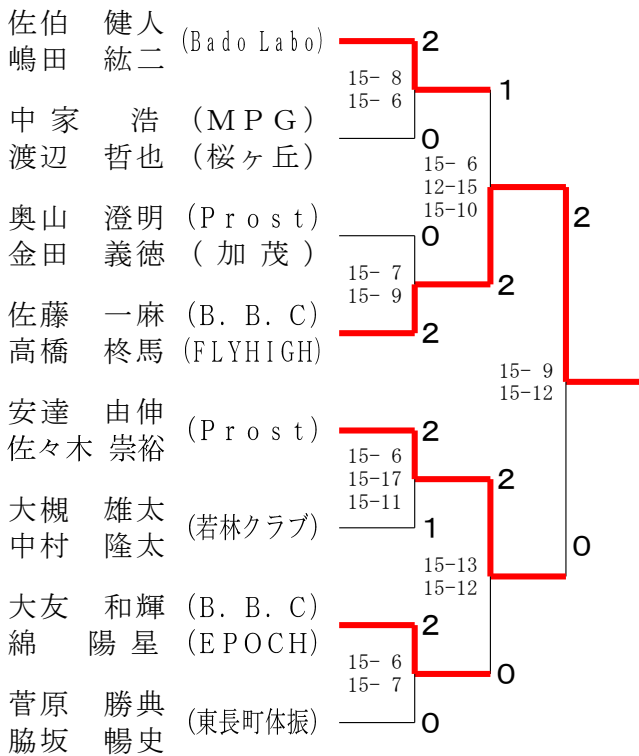 佐伯 健人
嶋田 紘二
(Bado Labo)
2
15- 8
15- 6
1
中家 浩 (MPG)
渡辺 哲也 (桜ヶ丘)
0
15- 6
12-15
15-10
奥山 澄明 (Prost)
金田 義徳 (加茂)
0
2
15- 7
15- 9
2
佐藤 一麻 (B. B. C)
高橋 柊馬 (FLYHIGH)
2
15- 9
15-12
安達 由伸
佐々木 崇裕
(Prost)
2
15- 6
15-17
15-11
2
大槻 雄太
中村 隆太
(若林クラブ)
1
0
15-13
15-12
大友 和輝 (B. B. C)
綿 陽星 (EPOCH)
2
15- 6
15- 7
0
菅原 勝典
脇坂 暢史
(東長町体振)
0